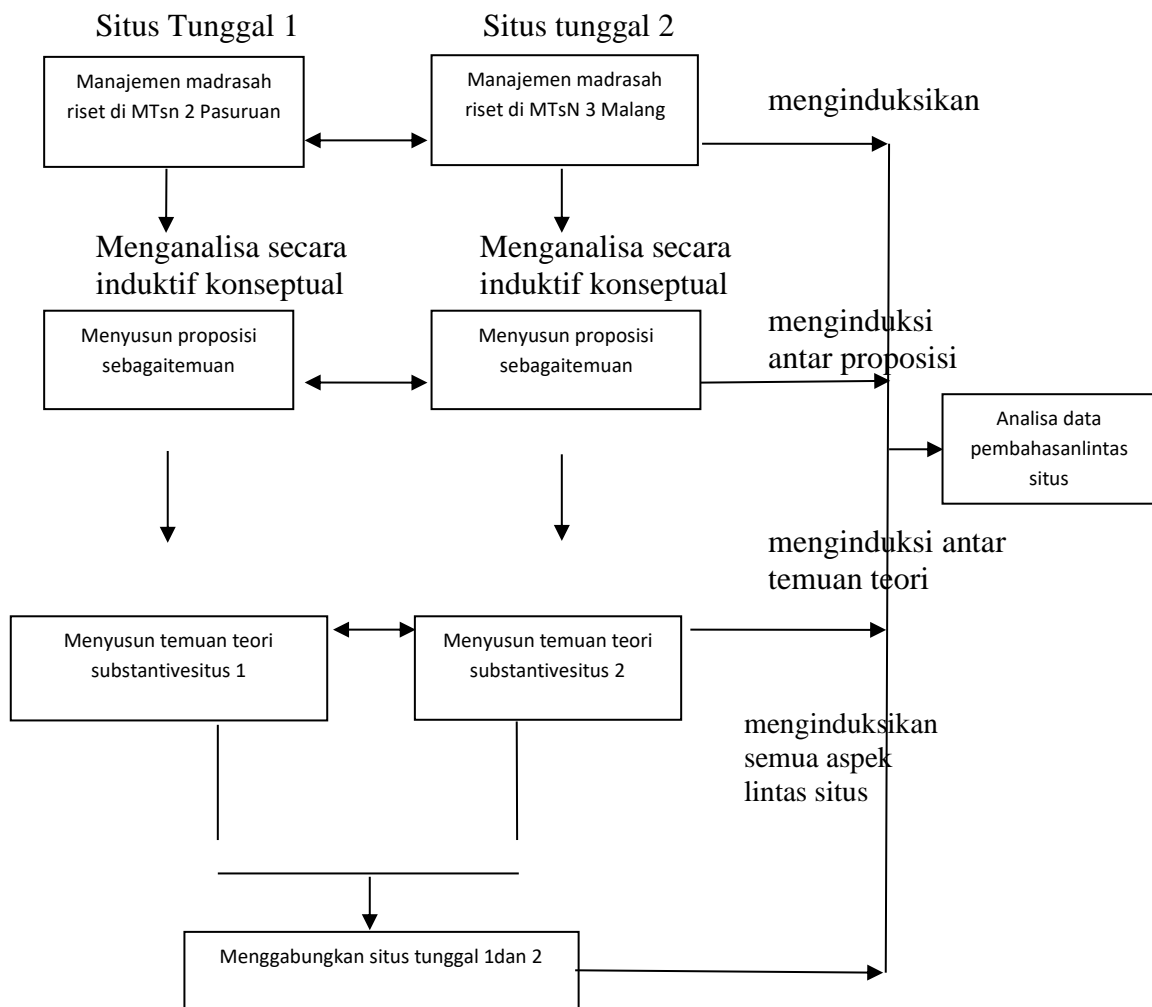 Situs Tunggal 1
Situs tunggal 2
Manajemen madrasah
riset di MTsn 2 Pasuruan
Manajemen madrasah
riset di MTsN 3 Malang
menginduksikan
Menganalisa secara
induktif konseptual
Menganalisa secara
induktif konseptual
Menyusun proposisi
sebagaitemuan
Menyusun proposisi
sebagaitemuan
menginduksi
antar proposisi
Analisa data
pembahasanlintas
situs
menginduksi antar
temuan teori
Menyusun temuan teori
substantivesitus 1
Menyusun temuan teori
substantivesitus 2
menginduksikan
semua aspek
lintas situs
Menggabungkan situs tunggal 1dan 2